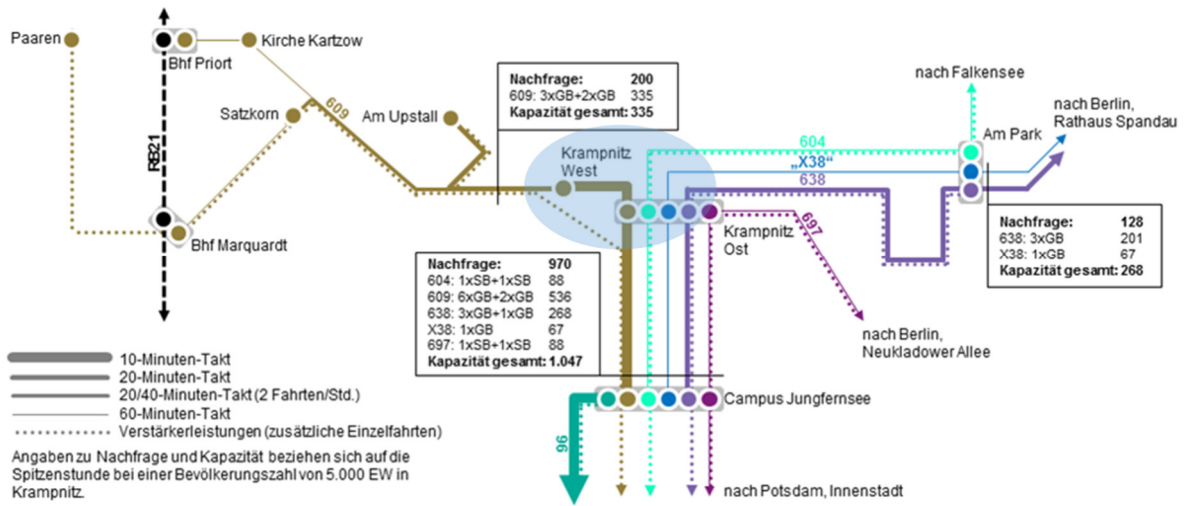 Paaren
Bhf Priort
Kirche Kartzow
RB21
Satzkorn
609
Am Upstall
Bhf Marquardt
Nachfrage: 200
609: 3xGB+2xGB 335
Kapazität gesamt: 335
Krampnitz
West
nach Falkensee
nach Berlin,
Rathaus Spandau
Am Park
604
„X38“
638
Krampnitz
Ost
697
Nachfrage: 128
638: 3xGB 201
X38: 1xGB 67
Kapazität gesamt: 268
nach Berlin,
Neukladower Allee
Nachfrage: 970
604: 1xSB+1xSB 88
609: 6xGB+2xGB 536
638: 3xGB+1xGB 268
X38: 1xGB 67
697: 1xSB+1xSB 88
Kapazität gesamt: 1.047
Campus Jungfernsee
96
nach Potsdam, Innenstadt
10-Minuten-Takt
20-Minuten-Takt
20/40-Minuten-Takt (2 Fahrten/Std.)
60-Minuten-Takt
Verstärkerleistungen (zusätzliche Einzelfahrten)
Angaben zu Nachfrage und Kapazität beziehen sich auf die
Spitzenstunde bei einer Bevölkerungszahl von 5.000 EW in
Krampnitz.